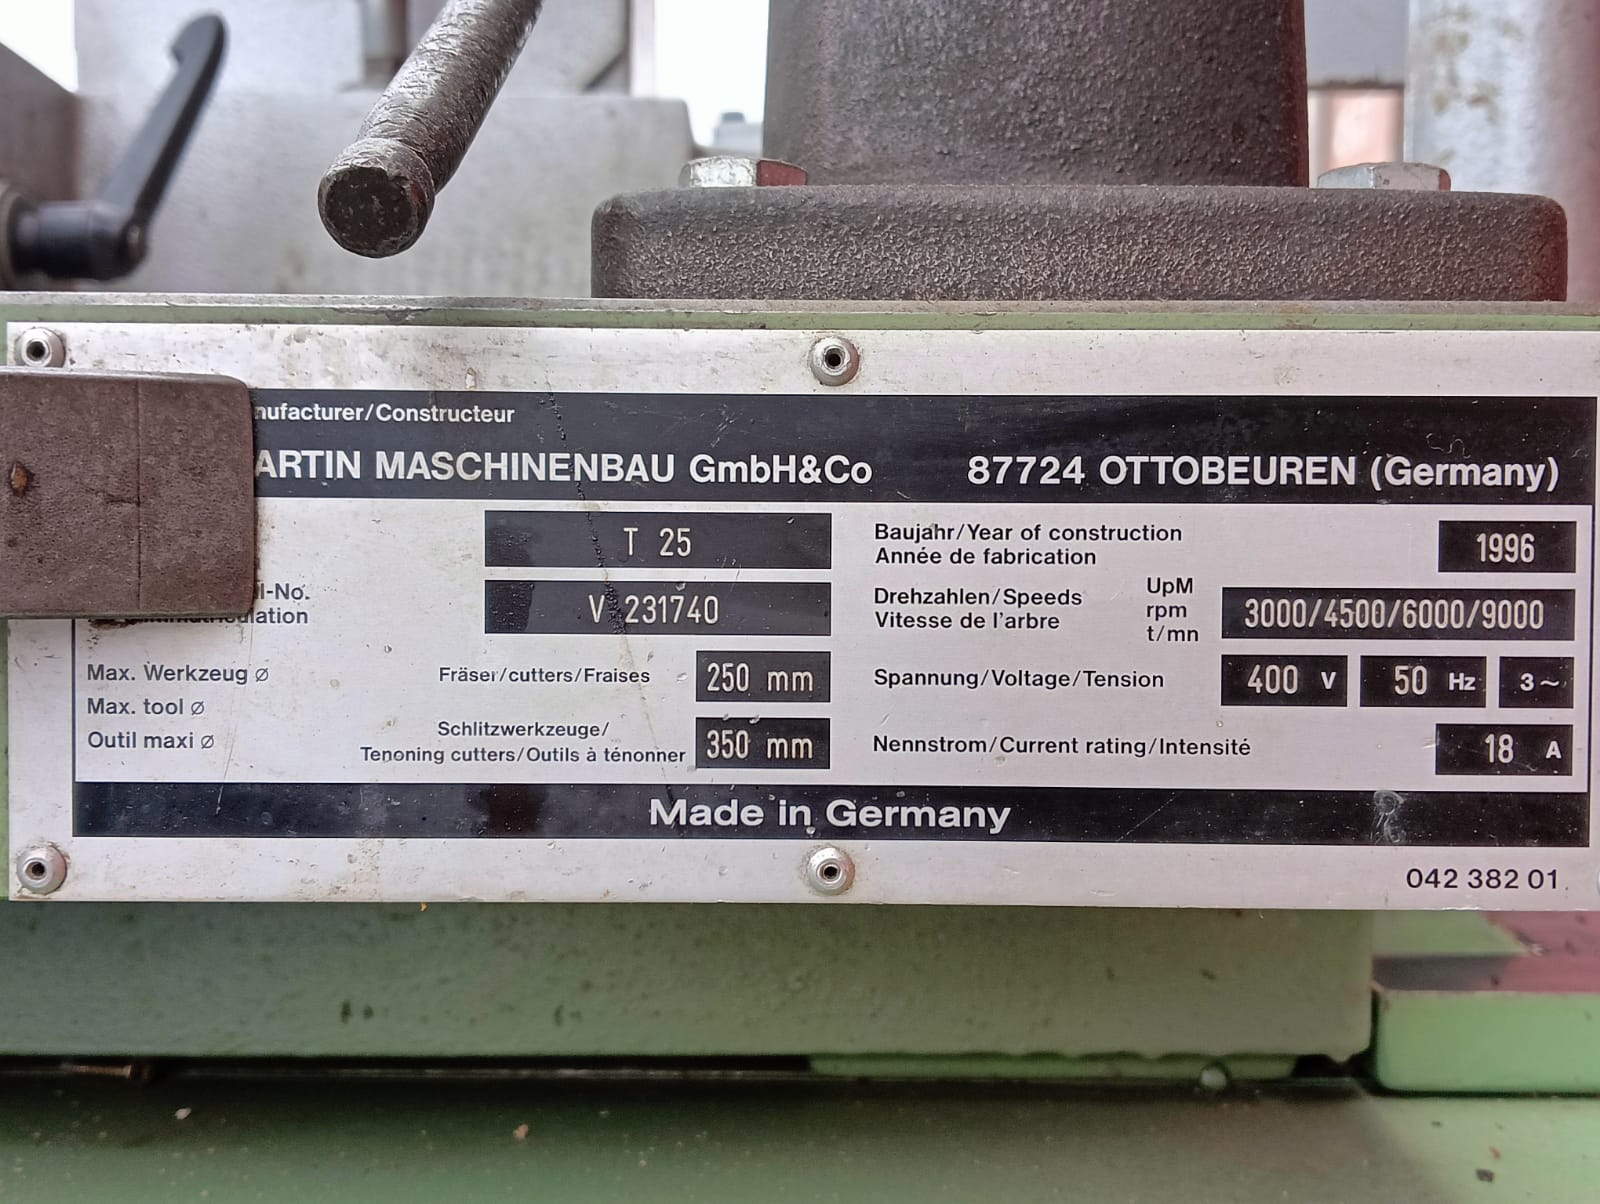 nufacturer/Constructeur
ARTIN MASCHINENBAU GmbH&Co 87724 OTTOBEUREN (Germany)
T 25
l-No.
V 231740
Max. Werkzeug ⌀
Max. tool ⌀
Outil maxi ⌀
Fräser/cutters/Fraises 250 mm
Schlitzwerkzeuge/
Tenoning cutters/Outils à ténonner 350 mm
Baujahr/Year of construction
Année de fabrication
1996
Drehzahlen/Speeds
Vitesse de l'arbre
UpM
rpm
t/mn
3000/4500/6000/9000
Spannung/Voltage/Tension 400 V 50 Hz 3~
Nennstrom/Current rating/Intensité 18 A
Made in Germany
042 382 01